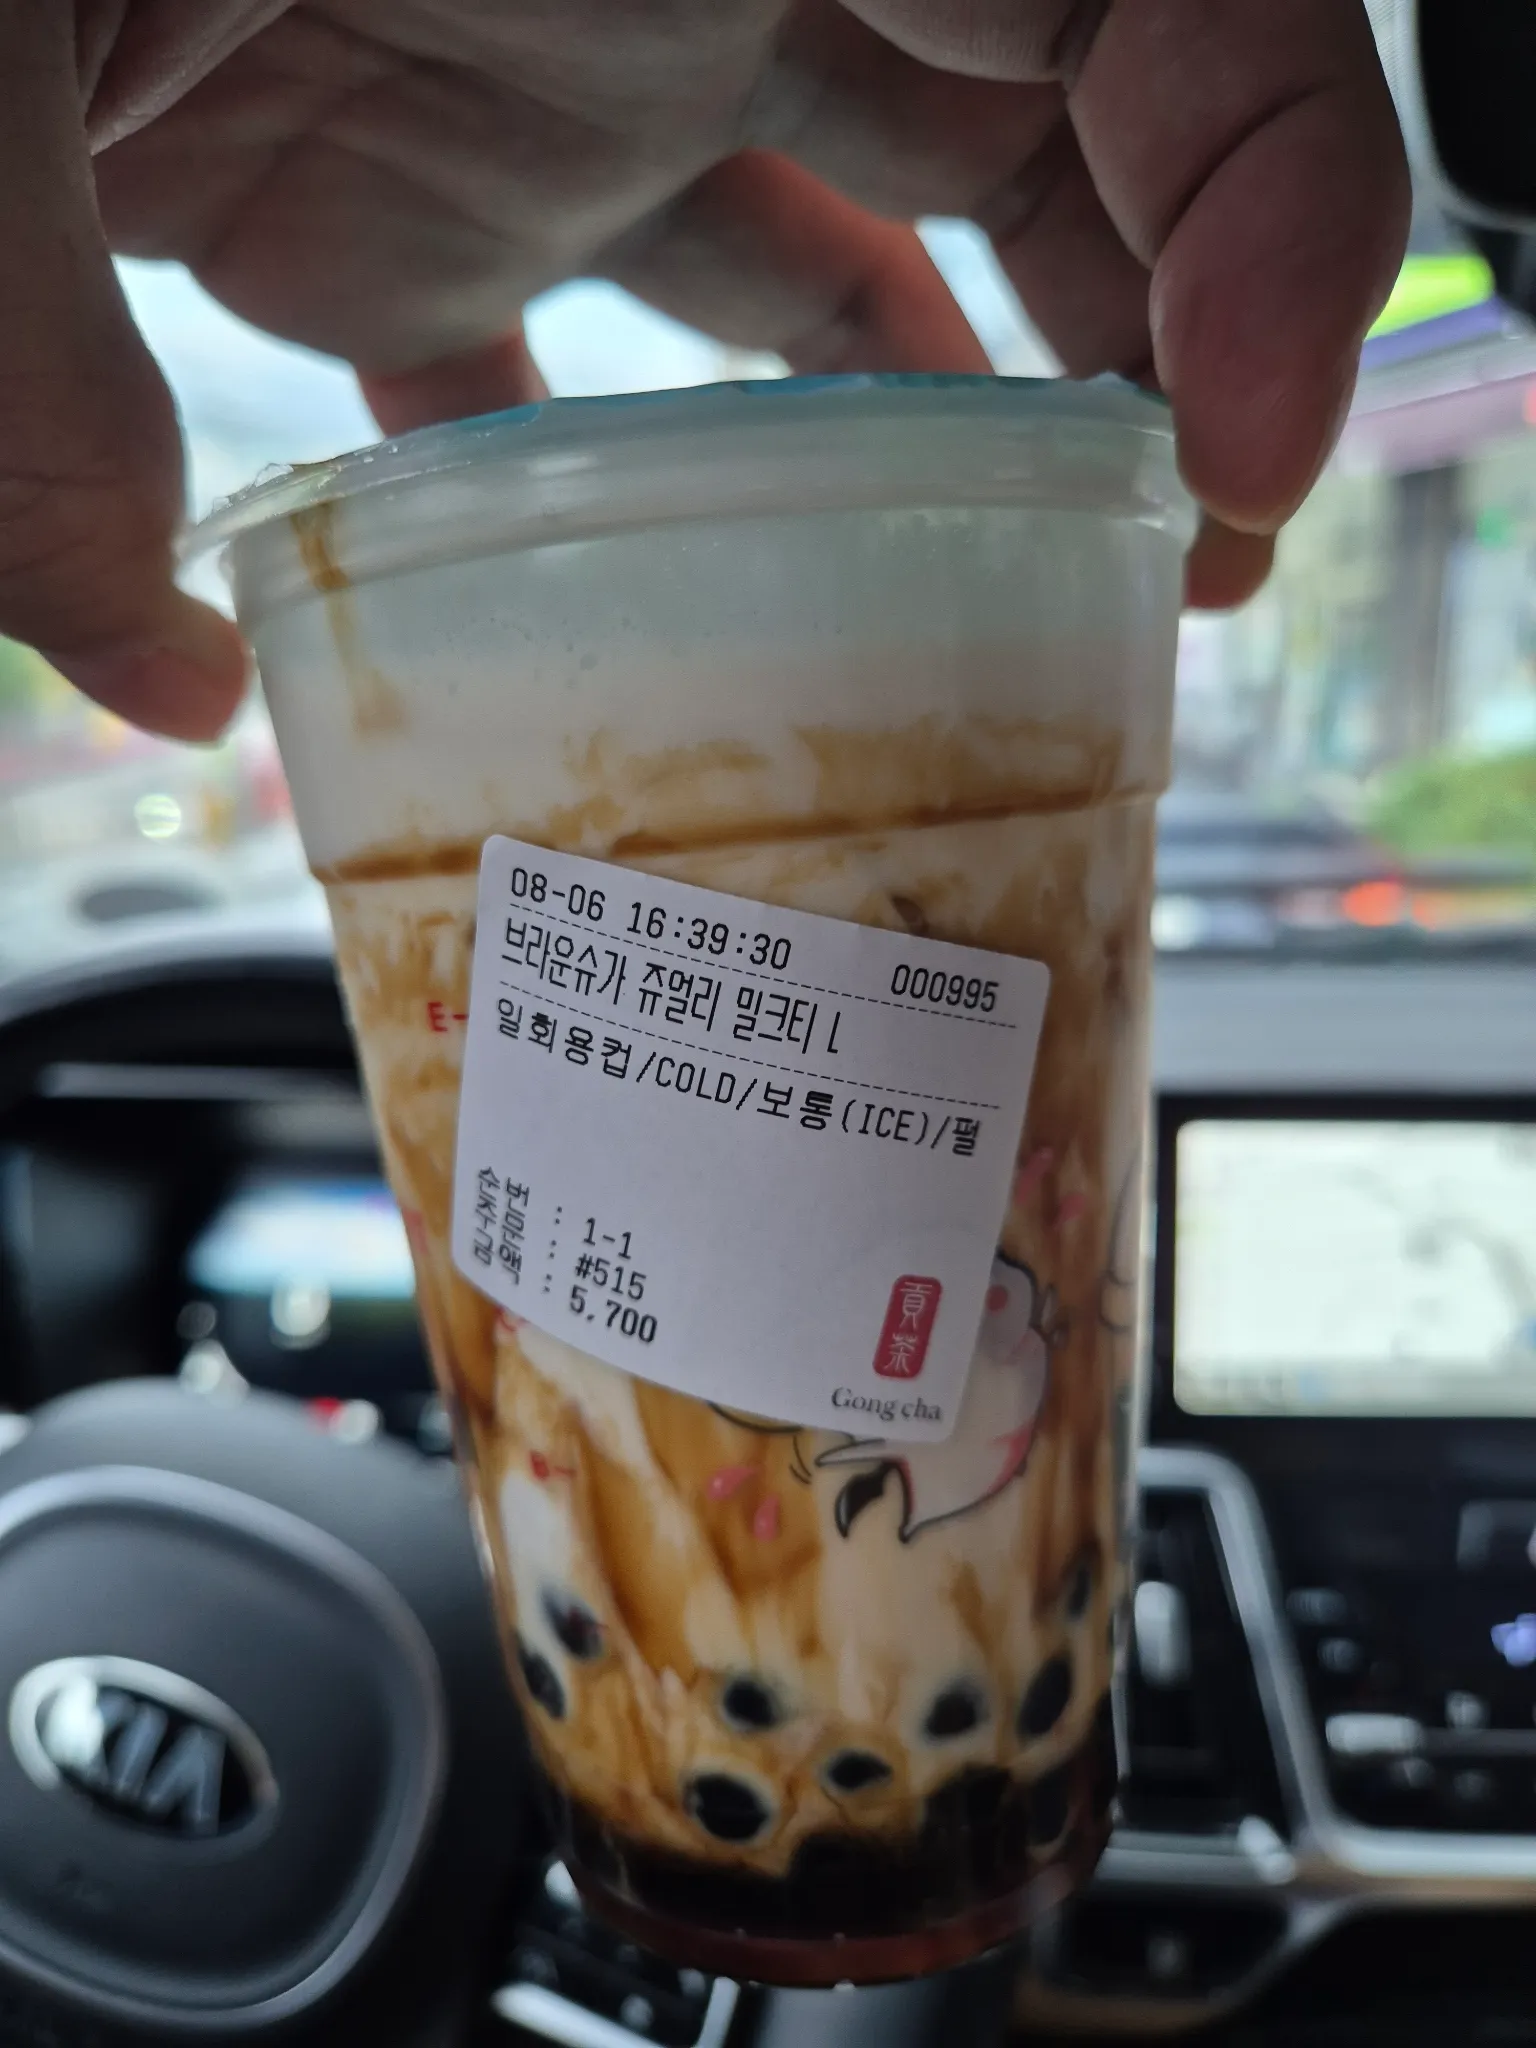 08-06 16:39:30 000995
브라운슈가 쥬멀리 밀크티 L
일회용컵/COLD/보통(ICE)/펄
순번 : 1-1
주문 : #515
금액 : 5,700
貢茶
Gong cha
E-
B-
KIA